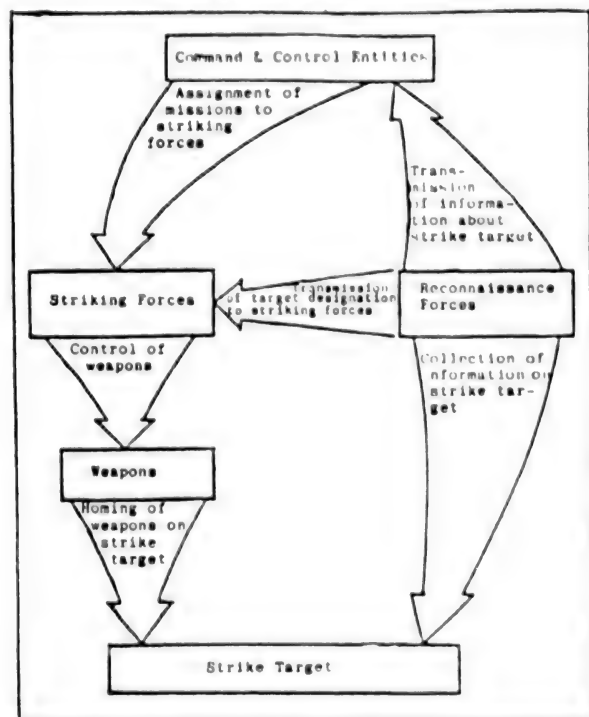 Command & Control Entities
Assignment of
missions to
striking
forces
Trans-
mission
of informa-
tion about
strike target
Striking Forces
Transmission
of target designation
to striking forces
Reconnaissance
Forces
Control of
weapons
Collection of
information on
strike tar-
get
Weapons
Homing of
weapons on
strike
target
Strike Target